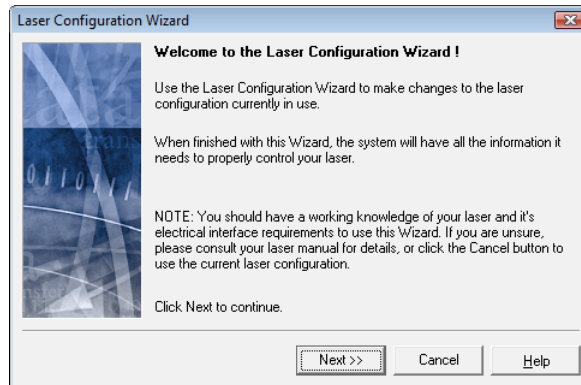 Laser Configuration Wizard
Welcome to the Laser Configuration Wizard !
Use the Laser Configuration Wizard to make changes to the laser
configuration currently in use.
When finished with this Wizard, the system will have all the information it
needs to properly control your laser.
NOTE: You should have a working knowledge of your laser and it's
electrical interface requirements to use this Wizard. If you are unsure,
please consult your laser manual for details, or click the Cancel button to
use the current laser configuration.
Click Next to continue.
Next >>
Cancel
Help